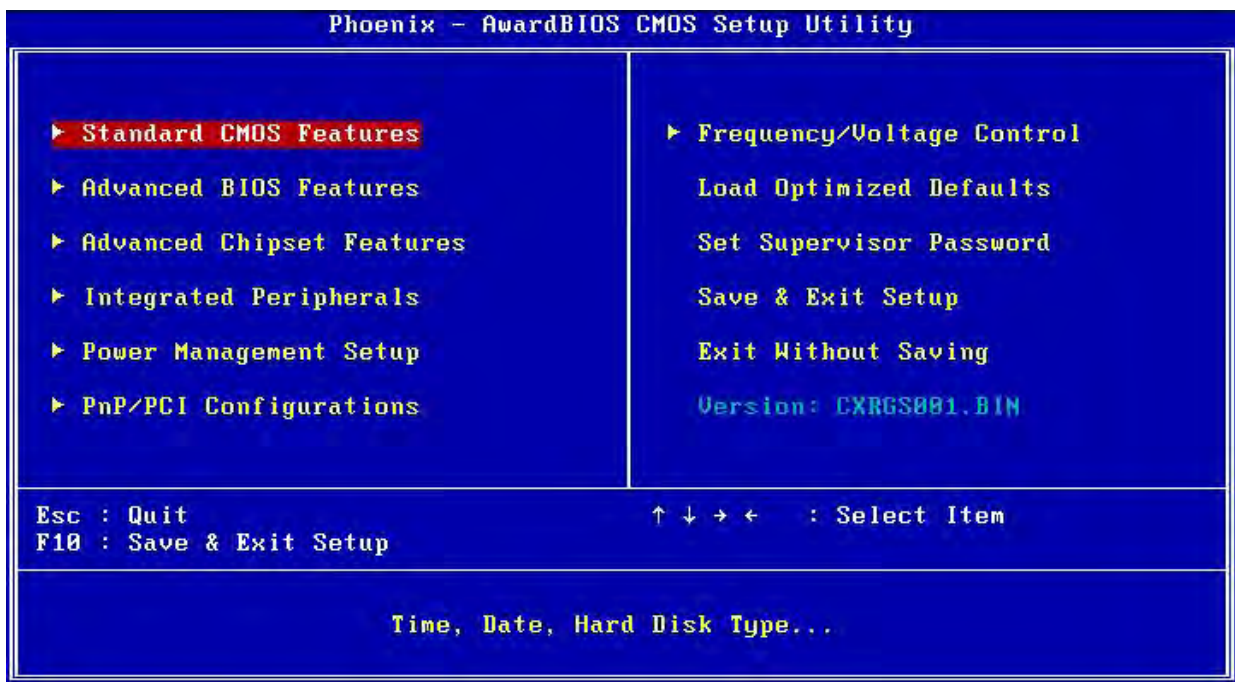 Phoenix - AwardBIOS CMOS Setup Utility
▶ Standard CMOS Features
▶ Advanced BIOS Features
▶ Advanced Chipset Features
▶ Integrated Peripherals
▶ Power Management Setup
▶ PnP/PCI Configurations
▶ Frequency/Voltage Control
Load Optimized Defaults
Set Supervisor Password
Save & Exit Setup
Exit Without Saving
Version: CXRGS001.BIN
Esc : Quit
F10 : Save & Exit Setup
↑ ↓ → ← : Select Item
Time, Date, Hard Disk Type...